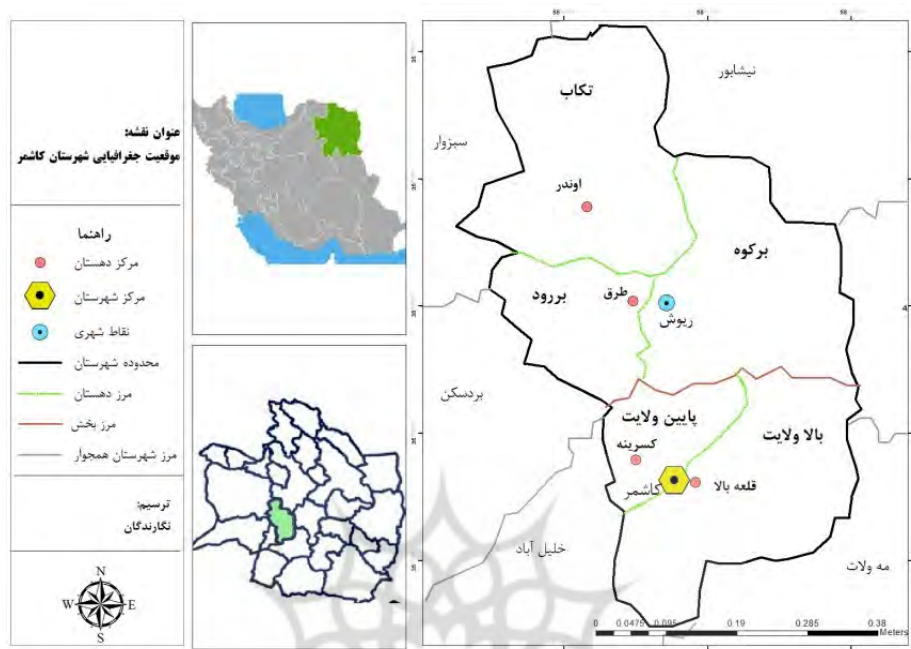 عنوان نقشه:
موقعیت جغرافیایی شهرستان کاشمر
راهنما
مرکز دهستان
مرکز شهرستان
نقاط شهری
محدوده شهرستان
مرز دهستان
مرز بخش
مرز شهرستان همجوار
ترسیم:
نگارندگان
N
W E
S
نیشابور
تکاب
سبزوار
اوندر
برکوه
بررود
طرق
ریوش
بردسکن
پایین ولایت
بالا ولایت
کسرینه
کاشمر
قلعه بالا
خلیل آباد
مه ولات
0 0.0475 0.095 0.19 0.285 0.38
Meters